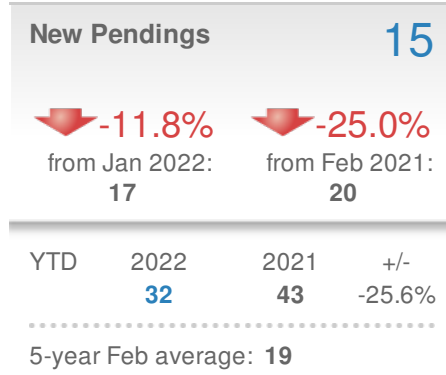 New Pendings 15
-11.8% -25.0%
from Jan 2022: from Feb 2021:
17 20
YTD 2022 2021 +/-
32 43 -25.6%
5-year Feb average: 19